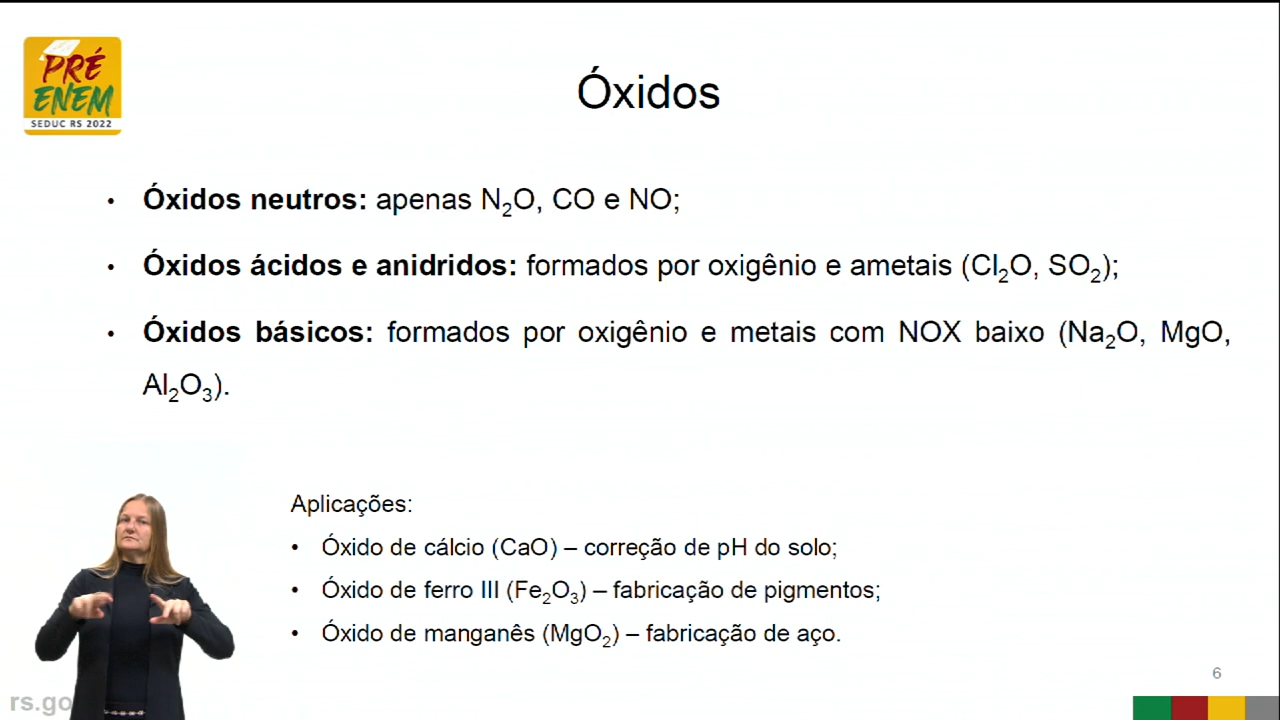 PRÉ
ENEM
SEDUC RS 2022
Óxidos
• Óxidos neutros: apenas N₂O, CO e NO;
• Óxidos ácidos e anidridos: formados por oxigênio e ametais (Cl₂O, SO₂);
• Óxidos básicos: formados por oxigênio e metais com NOX baixo (Na₂O, MgO,
Al₂O₃).
Aplicações:
• Óxido de cálcio (CaO) – correção de pH do solo;
• Óxido de ferro III (Fe₂O₃) – fabricação de pigmentos;
• Óxido de manganês (MgO₂) – fabricação de aço.
6
rs.go